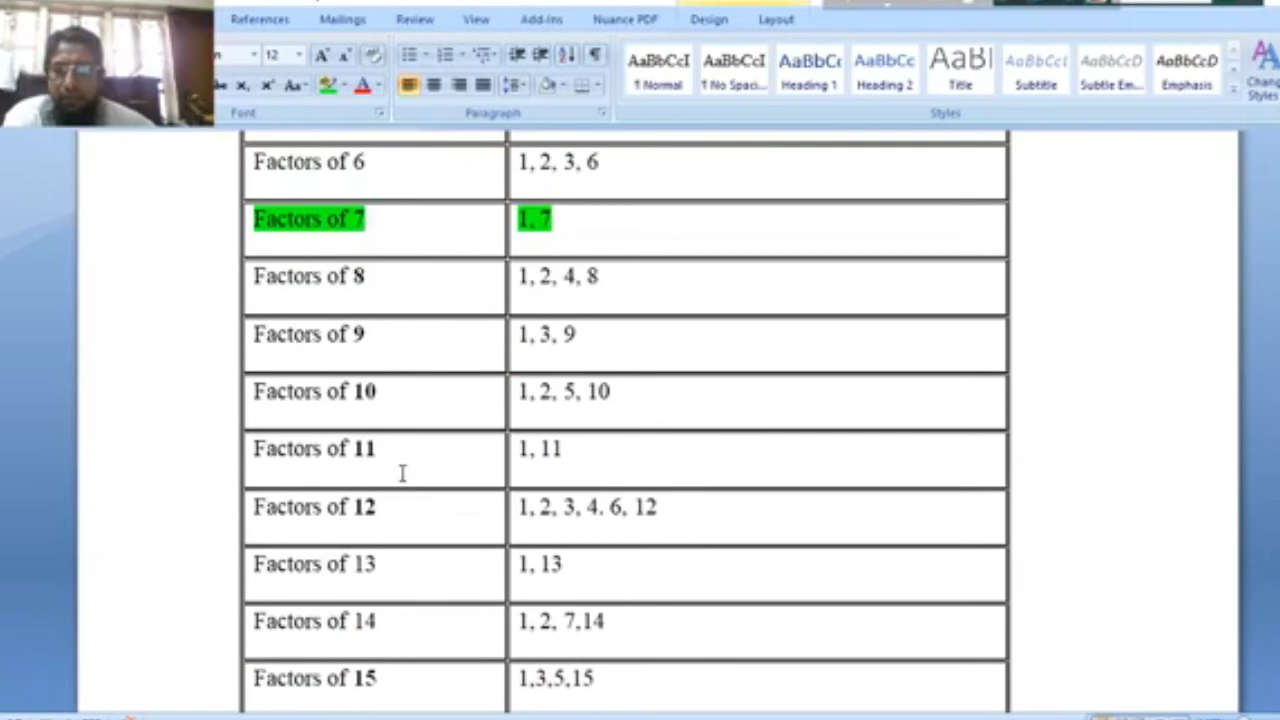 References Mailings Review View Add-Ins Nuance PDF Design Layout
12
AaBbCcI AaBbCcI AaBbC AaBbCc AaB AaBbCcI AaBbCcD AaBbCcD
¶ Normal ¶ No Spaci... Heading 1 Heading 2 Title Subtitle Subtle Em... Emphasis
Styles
Font Paragraph Styles
Factors of 6 1, 2, 3, 6
Factors of 7 1, 7
Factors of 8 1, 2, 4, 8
Factors of 9 1, 3, 9
Factors of 10 1, 2, 5, 10
Factors of 11 1, 11
Factors of 12 1, 2, 3, 4. 6, 12
Factors of 13 1, 13
Factors of 14 1, 2, 7,14
Factors of 15 1,3,5,15